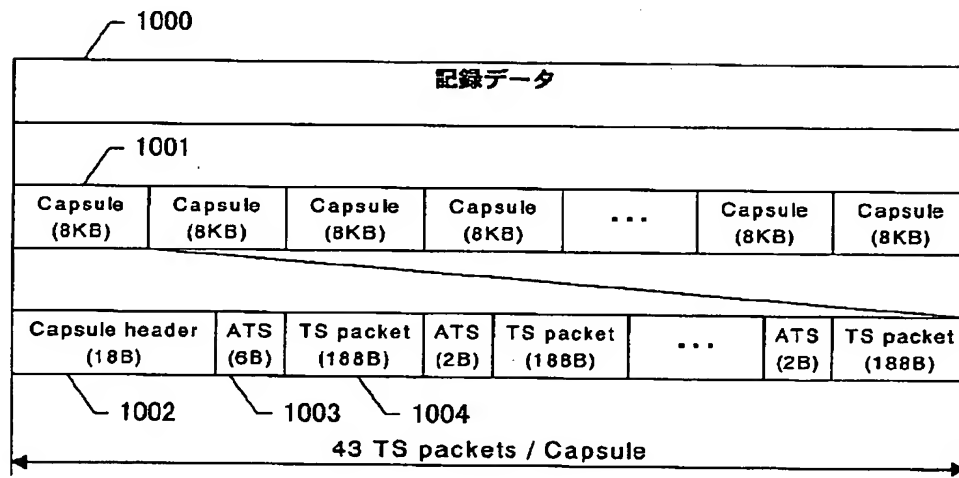 1000
記録データ
1001
Capsule (8KB)
Capsule (8KB)
Capsule (8KB)
Capsule (8KB)
...
Capsule (8KB)
Capsule (8KB)
Capsule header (18B)
ATS (6B)
TS packet (188B)
ATS (2B)
TS packet (188B)
...
ATS (2B)
TS packet (188B)
1002
1003
1004
43 TS packets / Capsule